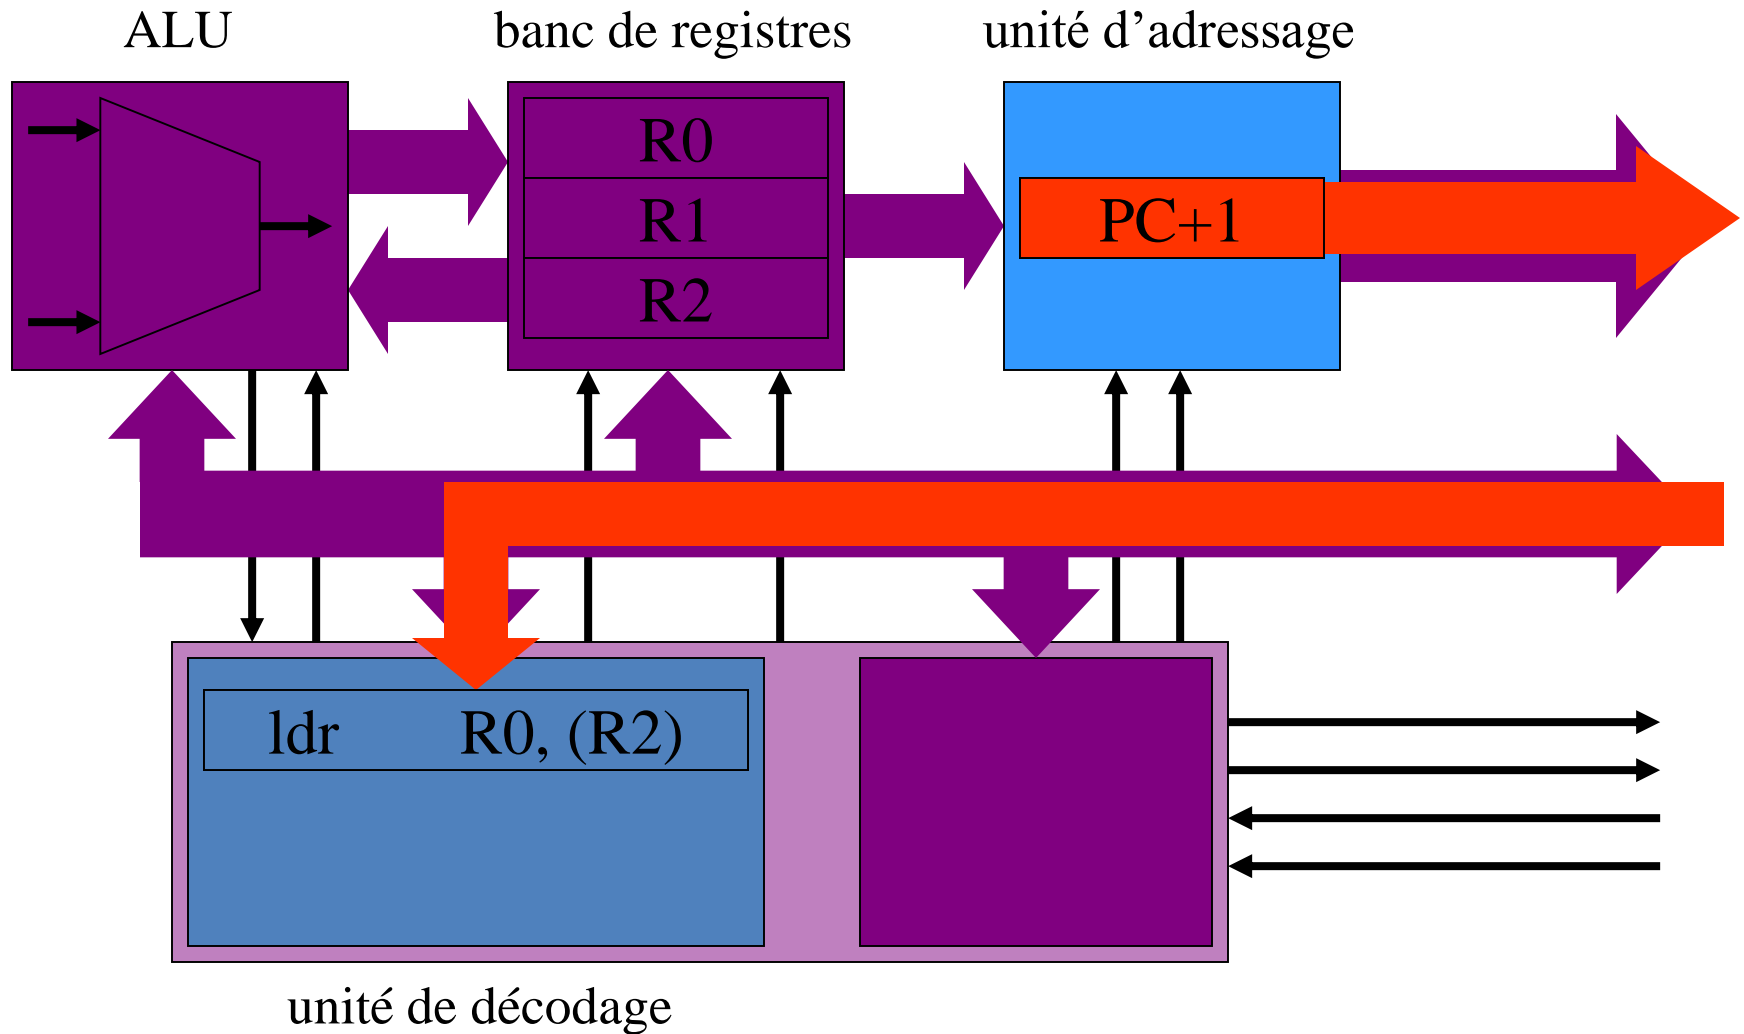 ALU
banc de registres
unité d’adressage
R0
R1
R2
PC+1
ldr R0, (R2)
unité de décodage